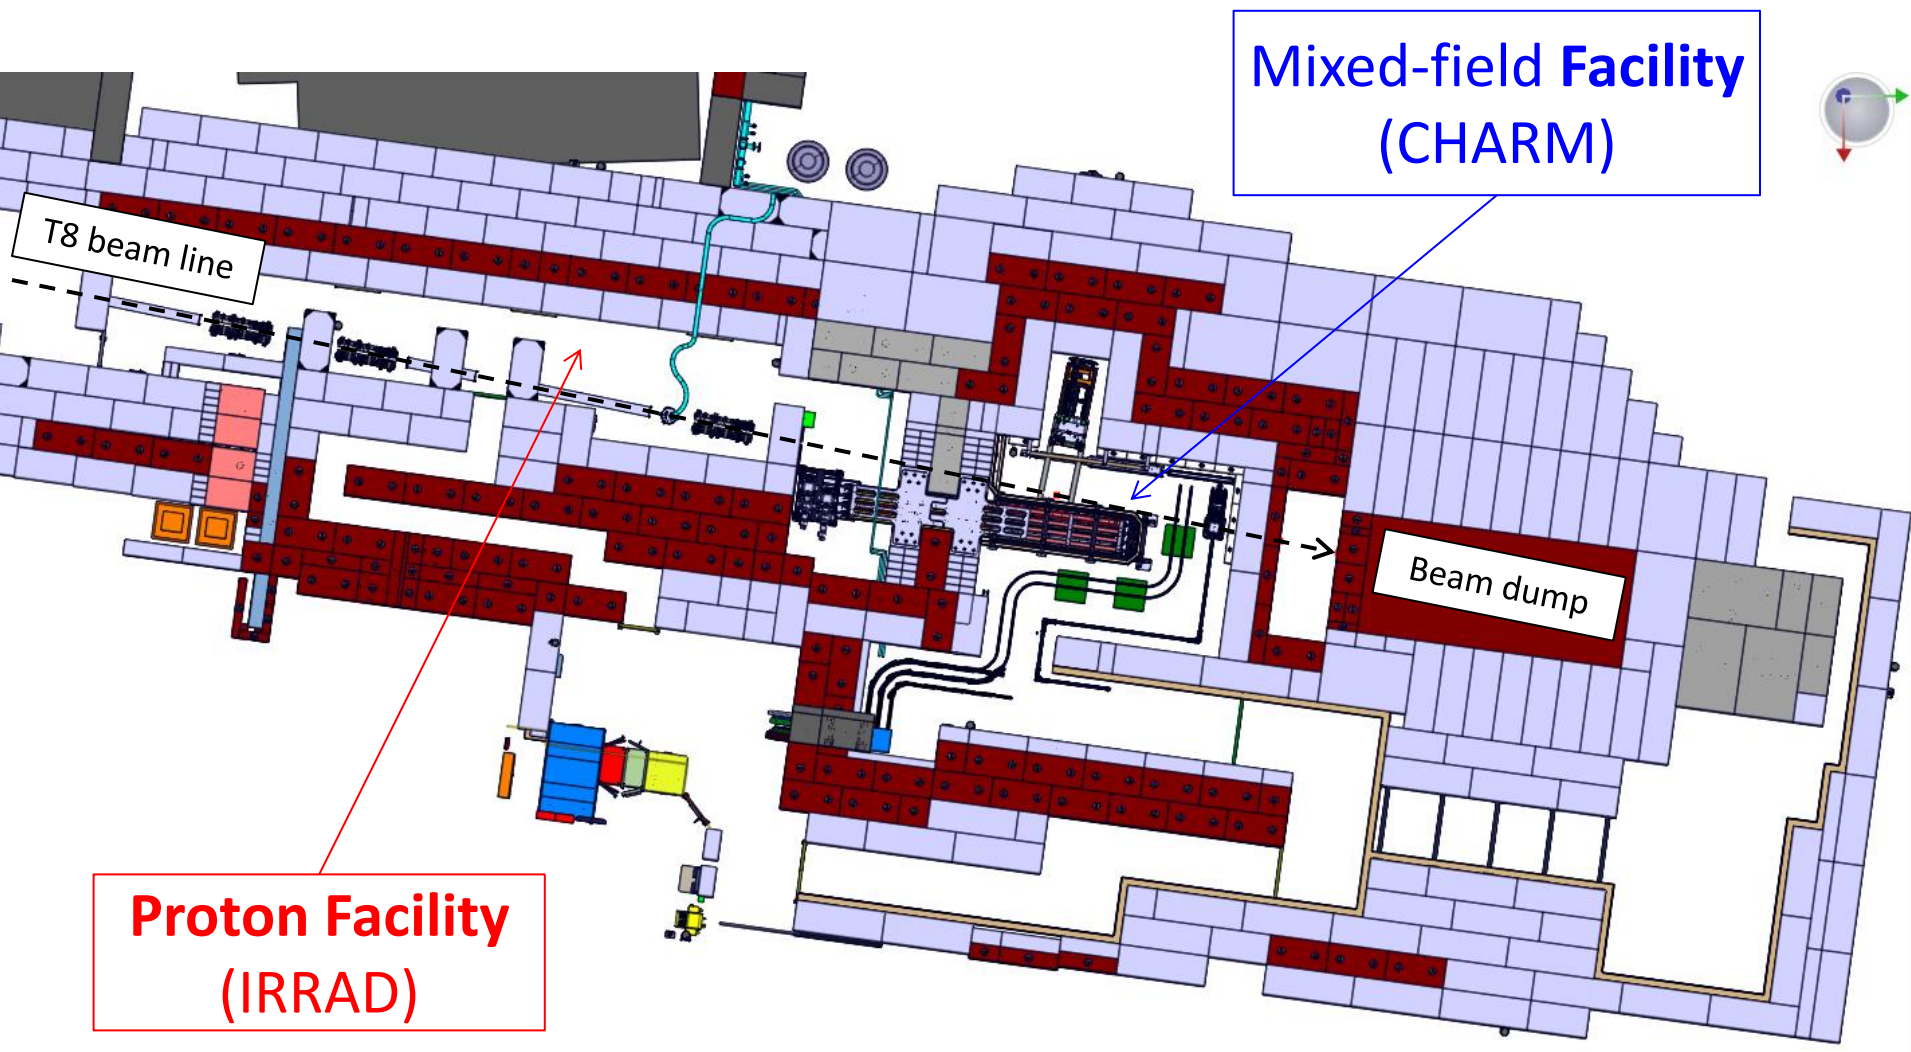 Mixed-field Facility
(CHARM)
T8 beam line
Beam dump
Proton Facility
(IRRAD)